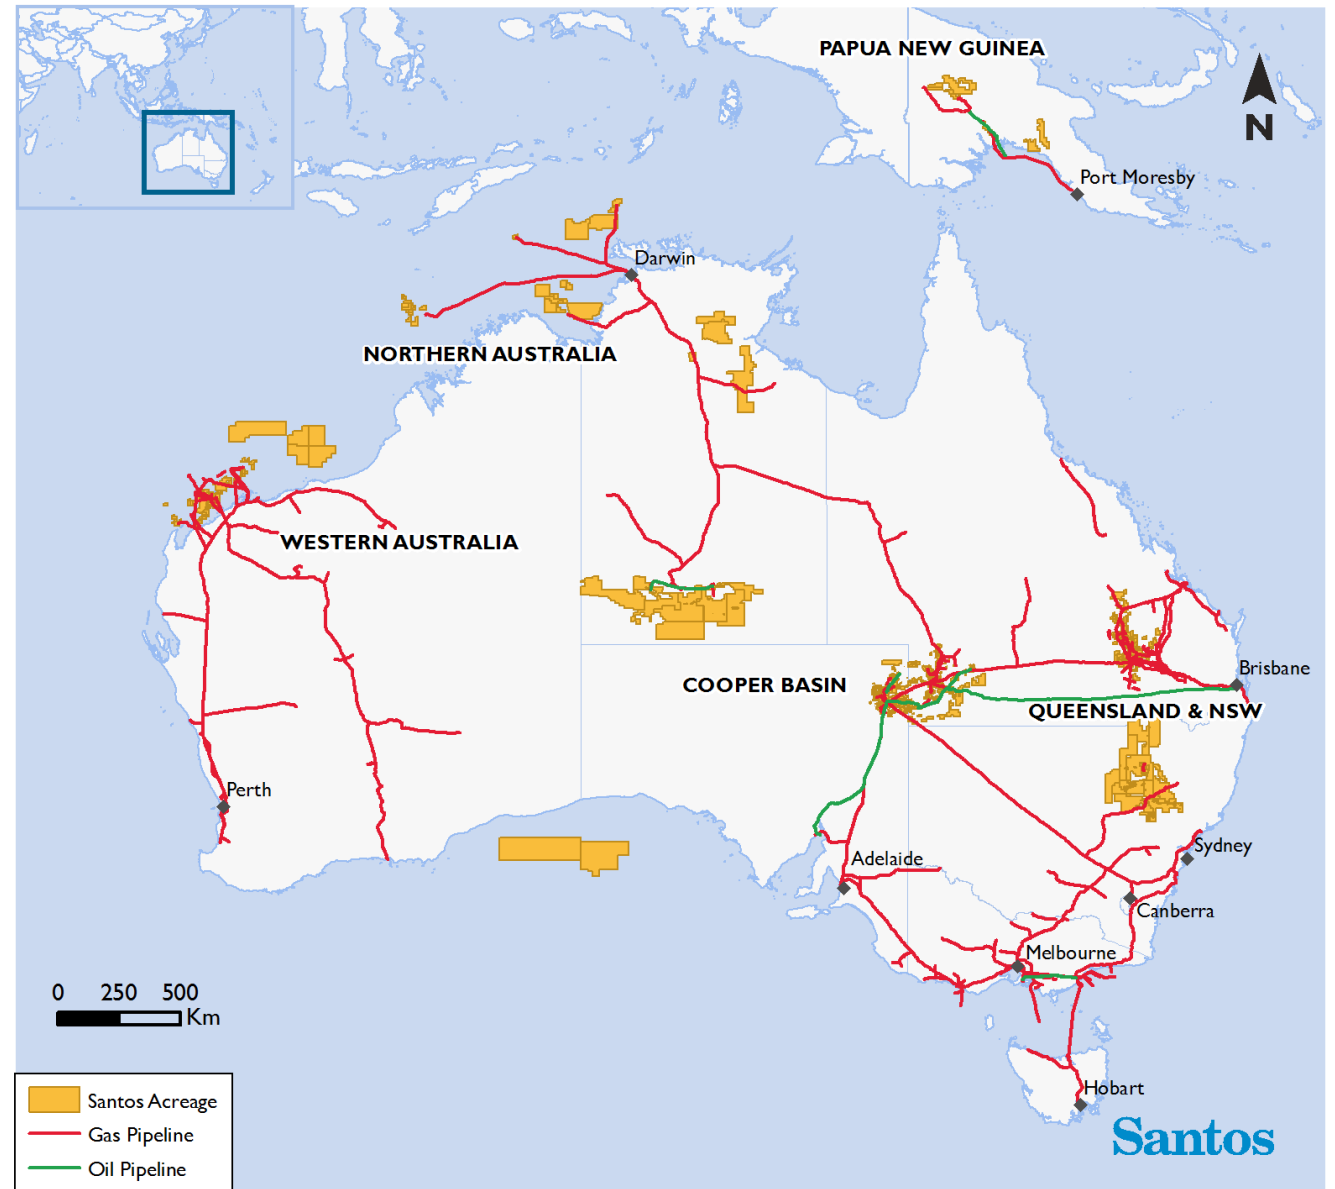 PAPUA NEW GUINEA
N
Port Moresby
Darwin
NORTHERN AUSTRALIA
WESTERN AUSTRALIA
COOPER BASIN
Brisbane
QUEENSLAND & NSW
Perth
Sydney
Adelaide
Canberra
Melbourne
0 250 500
Km
Hobart
Santos Acreage
Gas Pipeline
Oil Pipeline
Santos